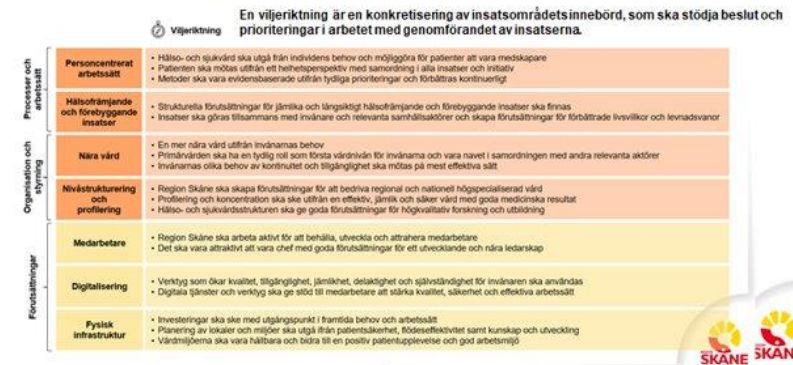 En viljeriktning är en konkretisering av insatsområdets innebörd, som ska stödja beslut och
prioriteringar i arbetet med genomförandet av insatserna.
Viljeriktning
Processer och
arbetssätt
Personcentrerat
arbetssätt
• Hälso- och sjukvård ska utgå från individens behov och möjliggöra för patienter att vara medskapare
• Patienten ska mötas utifrån ett helhetsperspektiv med samordning i alla insatser och initiativ
• Metoder ska vara evidensbaserade utifrån tydliga prioriteringar och förbättras kontinuerligt
Hälsofrämjande
och förebyggande
insatser
• Strukturella förutsättningar för jämlika och långsiktigt hälsofrämjande och förebyggande insatser ska finnas
• Insatser ska göras tillsammans med invånare och relevanta samhällsaktörer och skapa förutsättningar för förbättrade livsvillkor och levnadsvanor
Organisation och
styrning
Nära vård
• En mer nära vård utifrån invånarnas behov
• Primärvården ska ha en tydlig roll som första vårdnivån för invånarna och vara navet i samordningen med andra relevanta aktörer
• Invånarnas olika behov av kontinuitet och tillgänglighet ska mötas på mest effektiva sätt
Nivåstrukturering
och
profilering
• Region Skåne ska skapa förutsättningar för att bedriva regional och nationell högspecialiserad vård
• Profilering och koncentration ska ske utifrån en effektiv, jämlik och säker vård med goda medicinska resultat
• Hälso- och sjukvårdsstrukturen ska ge goda förutsättningar för högkvalitativ forskning och utbildning
Förutsättningar
Medarbetare
• Region Skåne ska arbeta aktivt för att behålla, utveckla och attrahera medarbetare
• Det ska vara attraktivt att vara chef med goda förutsättningar för ett utvecklande och nära ledarskap
Digitalisering
• Verktyg som ökar kvalitet, tillgänglighet, jämlikhet, delaktighet och självständighet för invånaren ska användas
• Digitala tjänster och verktyg ska ge stöd till medarbetare att stärka kvalitet, säkerhet och effektiva arbetssätt
Fysisk
infrastruktur
• Investeringar ska ske med utgångspunkt i framtida behov och arbetssätt
• Planering av lokaler och miljöer ska utgå ifrån patientsäkerhet, flödeseffektivitet samt kunskap och utveckling
• Vårdmiljöerna ska vara hållbara och bidra till en positiv patientupplevelse och god arbetsmiljö
SKÅNE
SKÅN